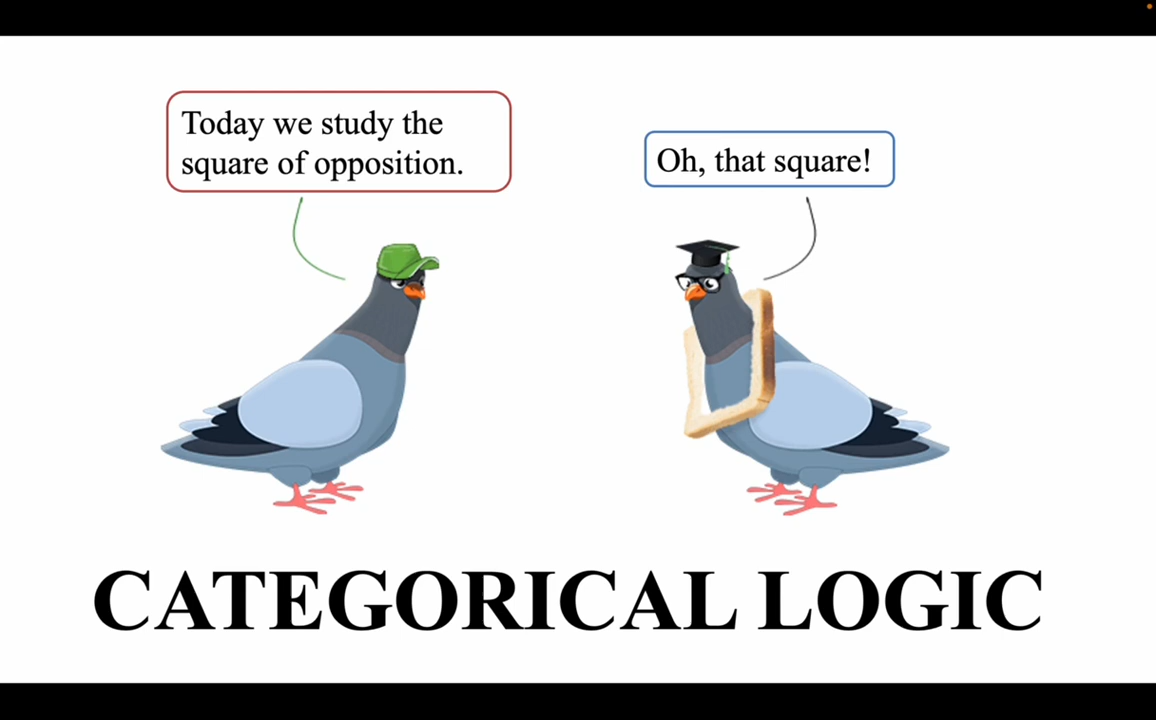 Today we study the
square of opposition.
Oh, that square!
CATEGORICAL LOGIC